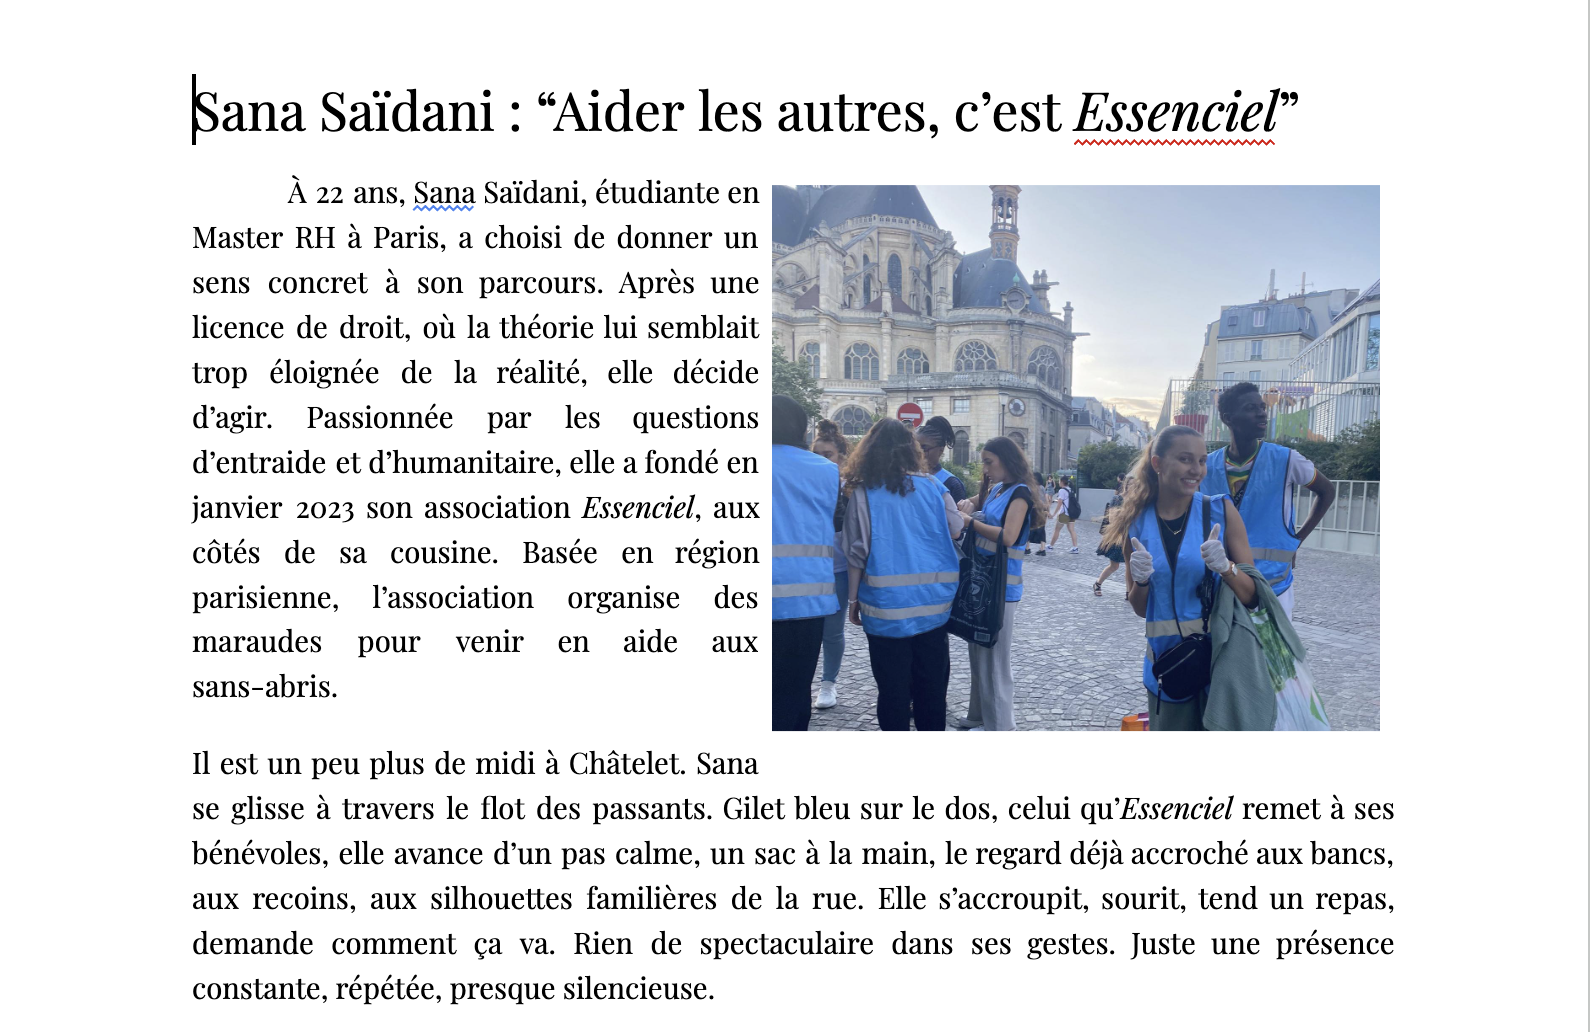 Sana Saïdani : “Aider les autres, c’est Essenciel”
À 22 ans, Sana Saïdani, étudiante en
Master RH à Paris, a choisi de donner un
sens concret à son parcours. Après une
licence de droit, où la théorie lui semblait
trop éloignée de la réalité, elle décide
d’agir. Passionnée par les questions
d’entraide et d’humanitaire, elle a fondé en
janvier 2023 son association Essenciel, aux
côtés de sa cousine. Basée en région
parisienne, l’association organise des
maraudes pour venir en aide aux
sans-abris.
Il est un peu plus de midi à Châtelet. Sana
se glisse à travers le flot des passants. Gilet bleu sur le dos, celui qu’Essenciel remet à ses
bénévoles, elle avance d’un pas calme, un sac à la main, le regard déjà accroché aux bancs,
aux recoins, aux silhouettes familières de la rue. Elle s’accroupit, sourit, tend un repas,
demande comment ça va. Rien de spectaculaire dans ses gestes. Juste une présence
constante, répétée, presque silencieuse.